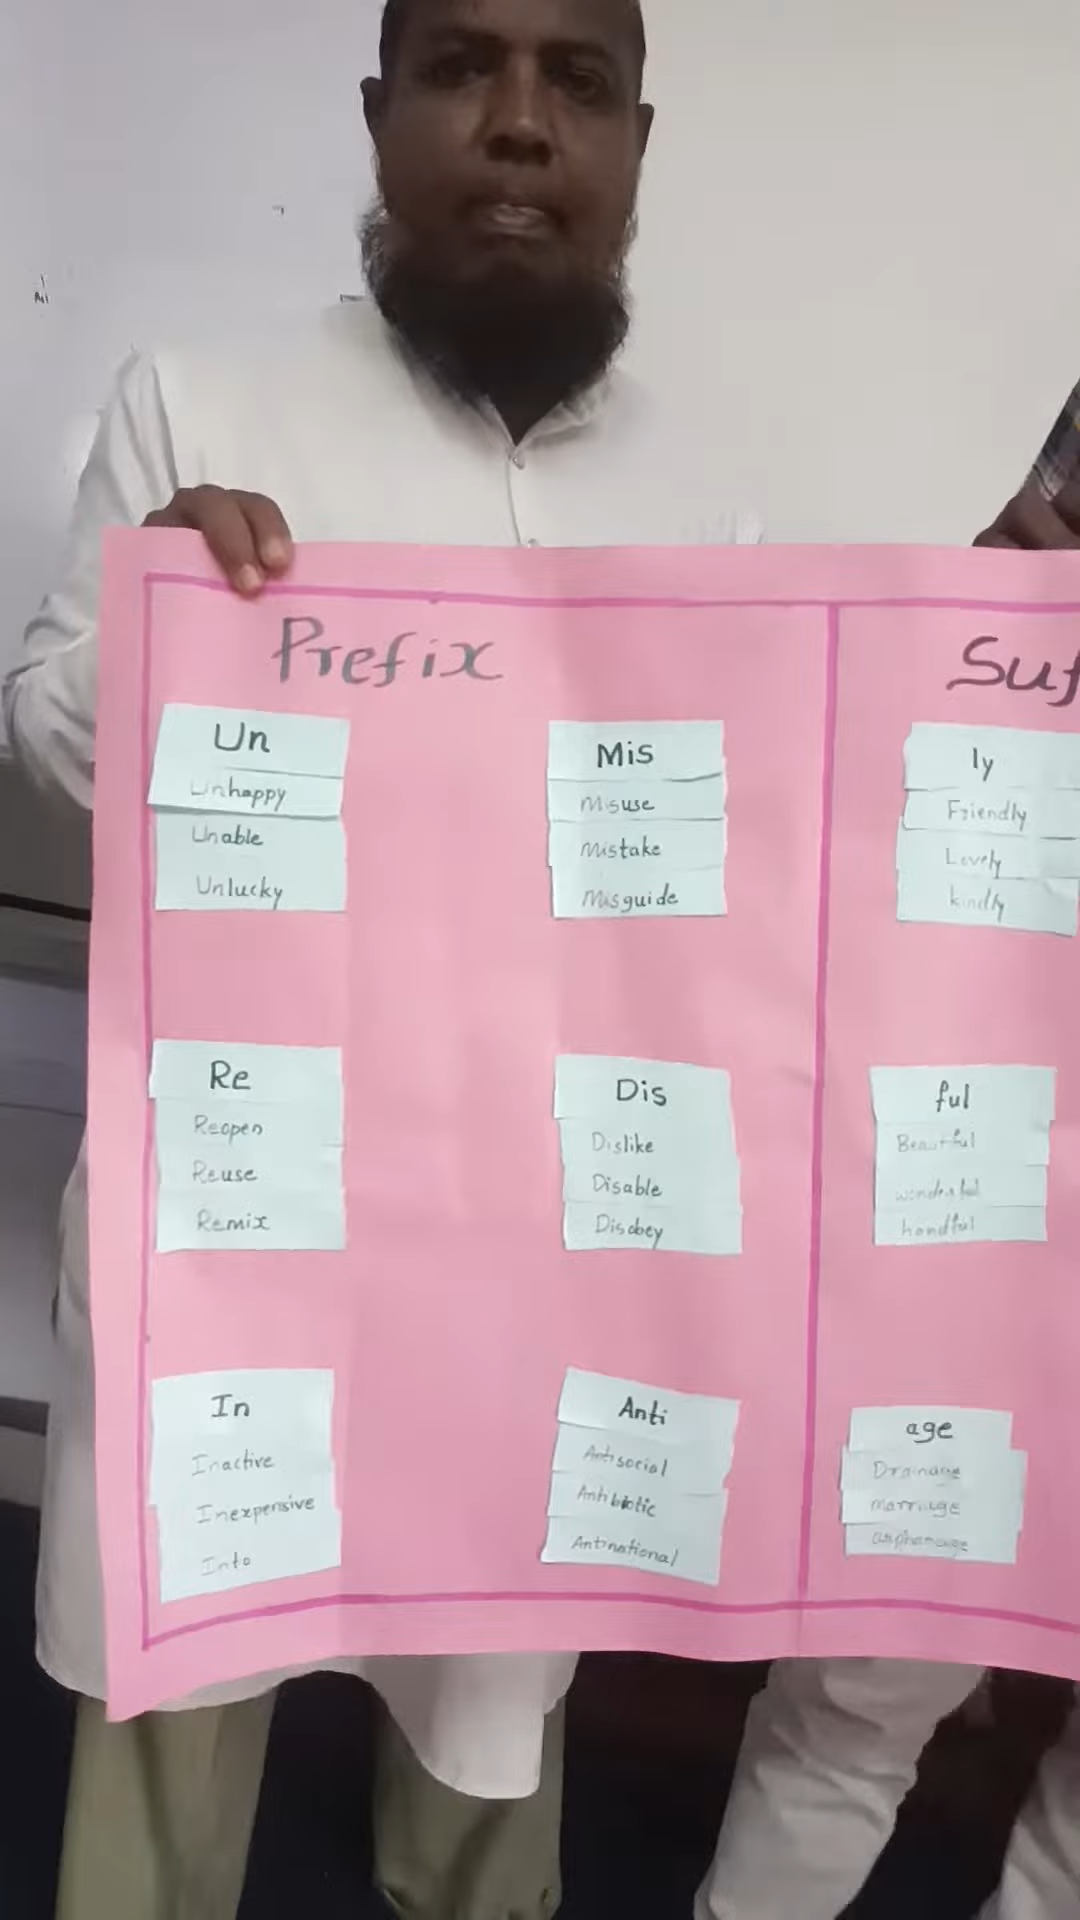 Prefix
Un
Unhappy
Unable
Unlucky
Mis
Misuse
Mistake
Misguide
Re
Reopen
Reuse
Remix
Dis
Dislike
Disable
Disobey
In
Inactive
Inexpensive
Into
Anti
Antisocial
Antibiotic
Antinational
Suf
ly
Friendly
Lovely
kindly
ful
Beautiful
wonderful
handful
age
Drainage
marriage